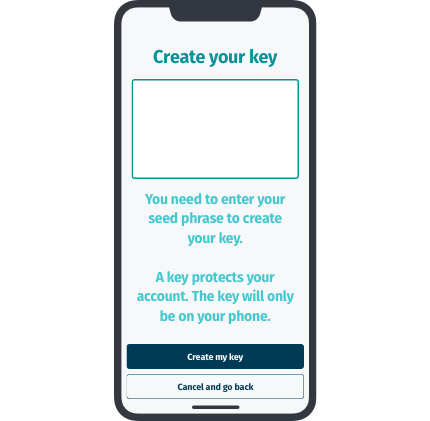 Create your key
You need to enter your
seed phrase to create
your key.
A key protects your
account. The key will only
be on your phone.
Create my key
Cancel and go back